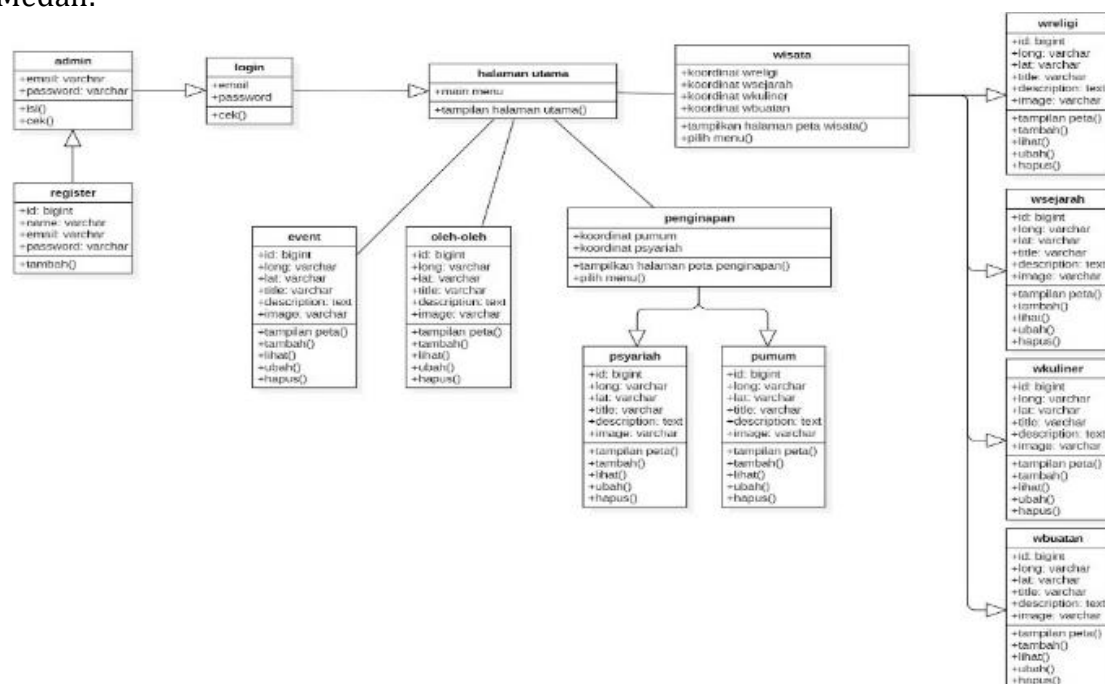 Medan.
admin
+email: varchar
+password: varchar
+isi()
+cek()
register
+id: bigint
+name: varchar
+email: varchar
+password: varchar
+tambah()
login
+email
+password
+cek()
halaman utama
+main menu
+tampilan halaman utama()
event
+id: bigint
+long: varchar
+lat: varchar
+title: varchar
+description: text
+image: varchar
+tampilan peta()
+tambah()
+lihat()
+ubah()
+hapus()
oleh-oleh
+id: bigint
+long: varchar
+lat: varchar
+title: varchar
+description: text
+image: varchar
+tampilan peta()
+tambah()
+lihat()
+ubah()
+hapus()
penginapan
+koordinat pumum
+koordinat psyariah
+tampilkan halaman peta penginapan()
+pilih menu()
psyariah
+id: bigint
+long: varchar
+lat: varchar
+title: varchar
+description: text
+image: varchar
+tampilan peta()
+tambah()
+lihat()
+ubah()
+hapus()
pumum
+id: bigint
+long: varchar
+lat: varchar
+title: varchar
+description: text
+image: varchar
+tampilan peta()
+tambah()
+lihat()
+ubah()
+hapus()
wisata
+koordinat wreligi
+koordinat wsejarah
+koordinat wkuliner
+koordinat wbuatan
+tampilkan halaman peta wisata()
+pilih menu()
wreligi
+id: bigint
+long: varchar
+lat: varchar
+title: varchar
+description: text
+image: varchar
+tampilan peta()
+tambah()
+lihat()
+ubah()
+hapus()
wsejarah
+id: bigint
+long: varchar
+lat: varchar
+title: varchar
+description: text
+image: varchar
+tampilan peta()
+tambah()
+lihat()
+ubah()
+hapus()
wkuliner
+id: bigint
+long: varchar
+lat: varchar
+title: varchar
+description: text
+image: varchar
+tampilan peta()
+tambah()
+lihat()
+ubah()
+hapus()
wbuatan
+id: bigint
+long: varchar
+lat: varchar
+title: varchar
+description: text
+image: varchar
+tampilan peta()
+tambah()
+lihat()
+ubah()
+hapus()